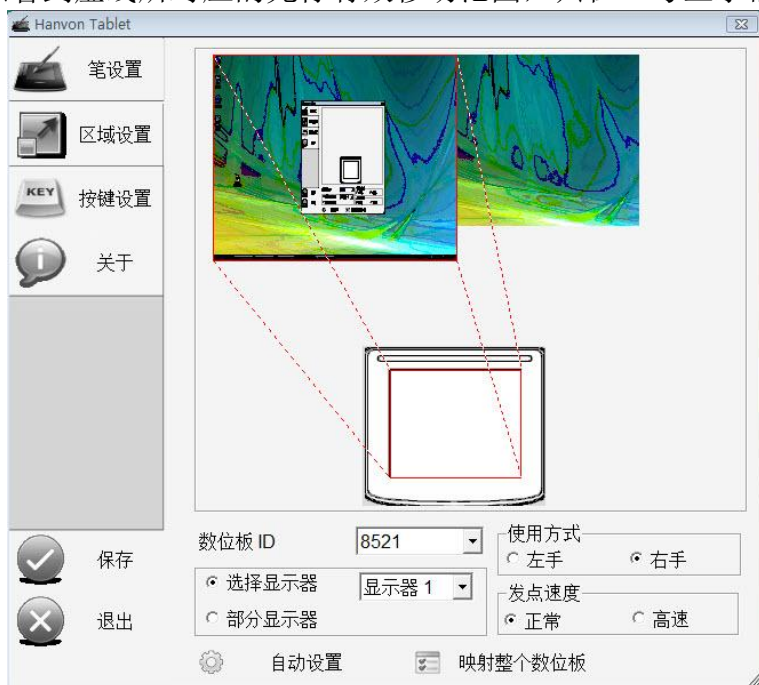 Hanvon Tablet
笔设置
区域设置
KEY
按键设置
关于
保存
退出
数位板 ID
8521
选择显示器
显示器 1
部分显示器
使用方式
左手
右手
发点速度
正常
高速
自动设置
映射整个数位板